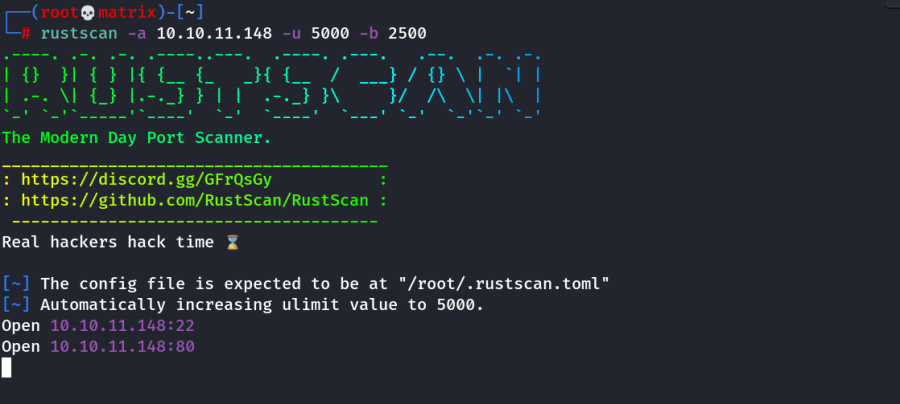 (root💀matrix)-[~]
# rustscan -a 10.10.11.148 -u 5000 -b 2500
.----. .-. .-. .----..---.  .----. .---.   .--.  .-. .-.
| {}  }| { } |{ {__ {_   _}{ {__  /  ___} / {} \ |  `| |
| .-. \| {_} |.-._} } | |  .-._} }\     }/  /\  \| |\  |
`-' `-'`-----'`----'  `-'  `----'  `---' `-'  `-'`-' `-'
The Modern Day Port Scanner.
________________________________________
: https://discord.gg/GFrQsGy           :
: https://github.com/RustScan/RustScan :
 --------------------------------------
Real hackers hack time ⌛
[~] The config file is expected to be at "/root/.rustscan.toml"
[~] Automatically increasing ulimit value to 5000.
Open 10.10.11.148:22
Open 10.10.11.148:80